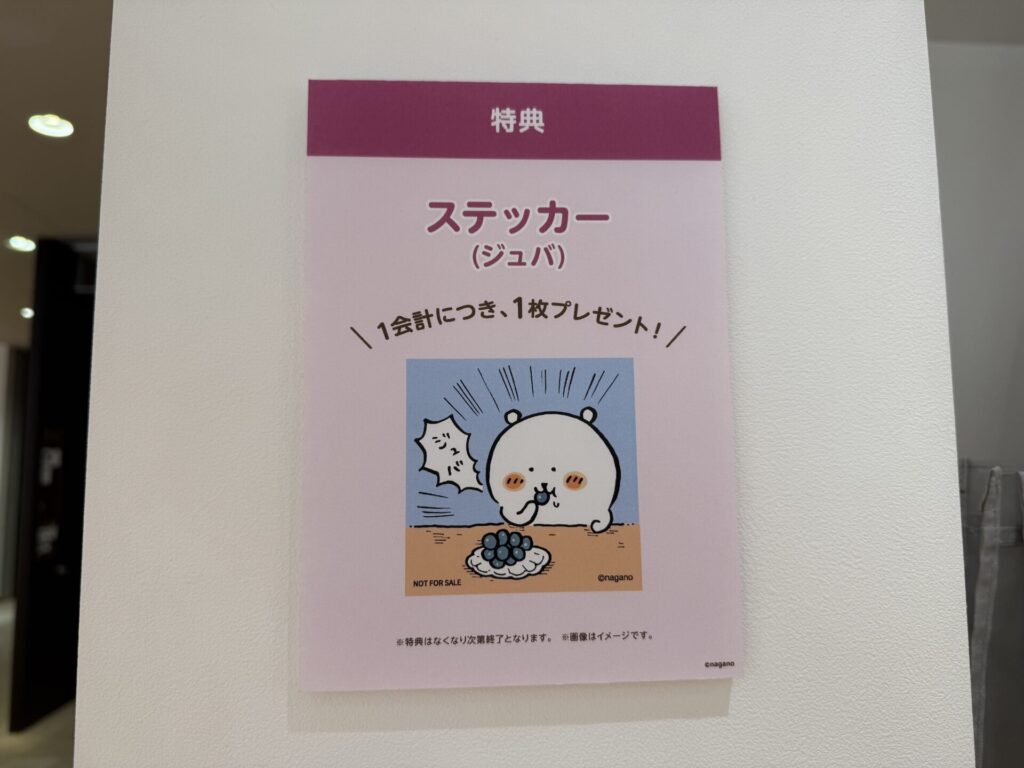 特典
ステッカー
(ジュバ)
1会計につき、1枚プレゼント!
ジュバ
NOT FOR SALE
©nagano
※特典はなくなり次第終了となります。 ※画像はイメージです。
©nagano